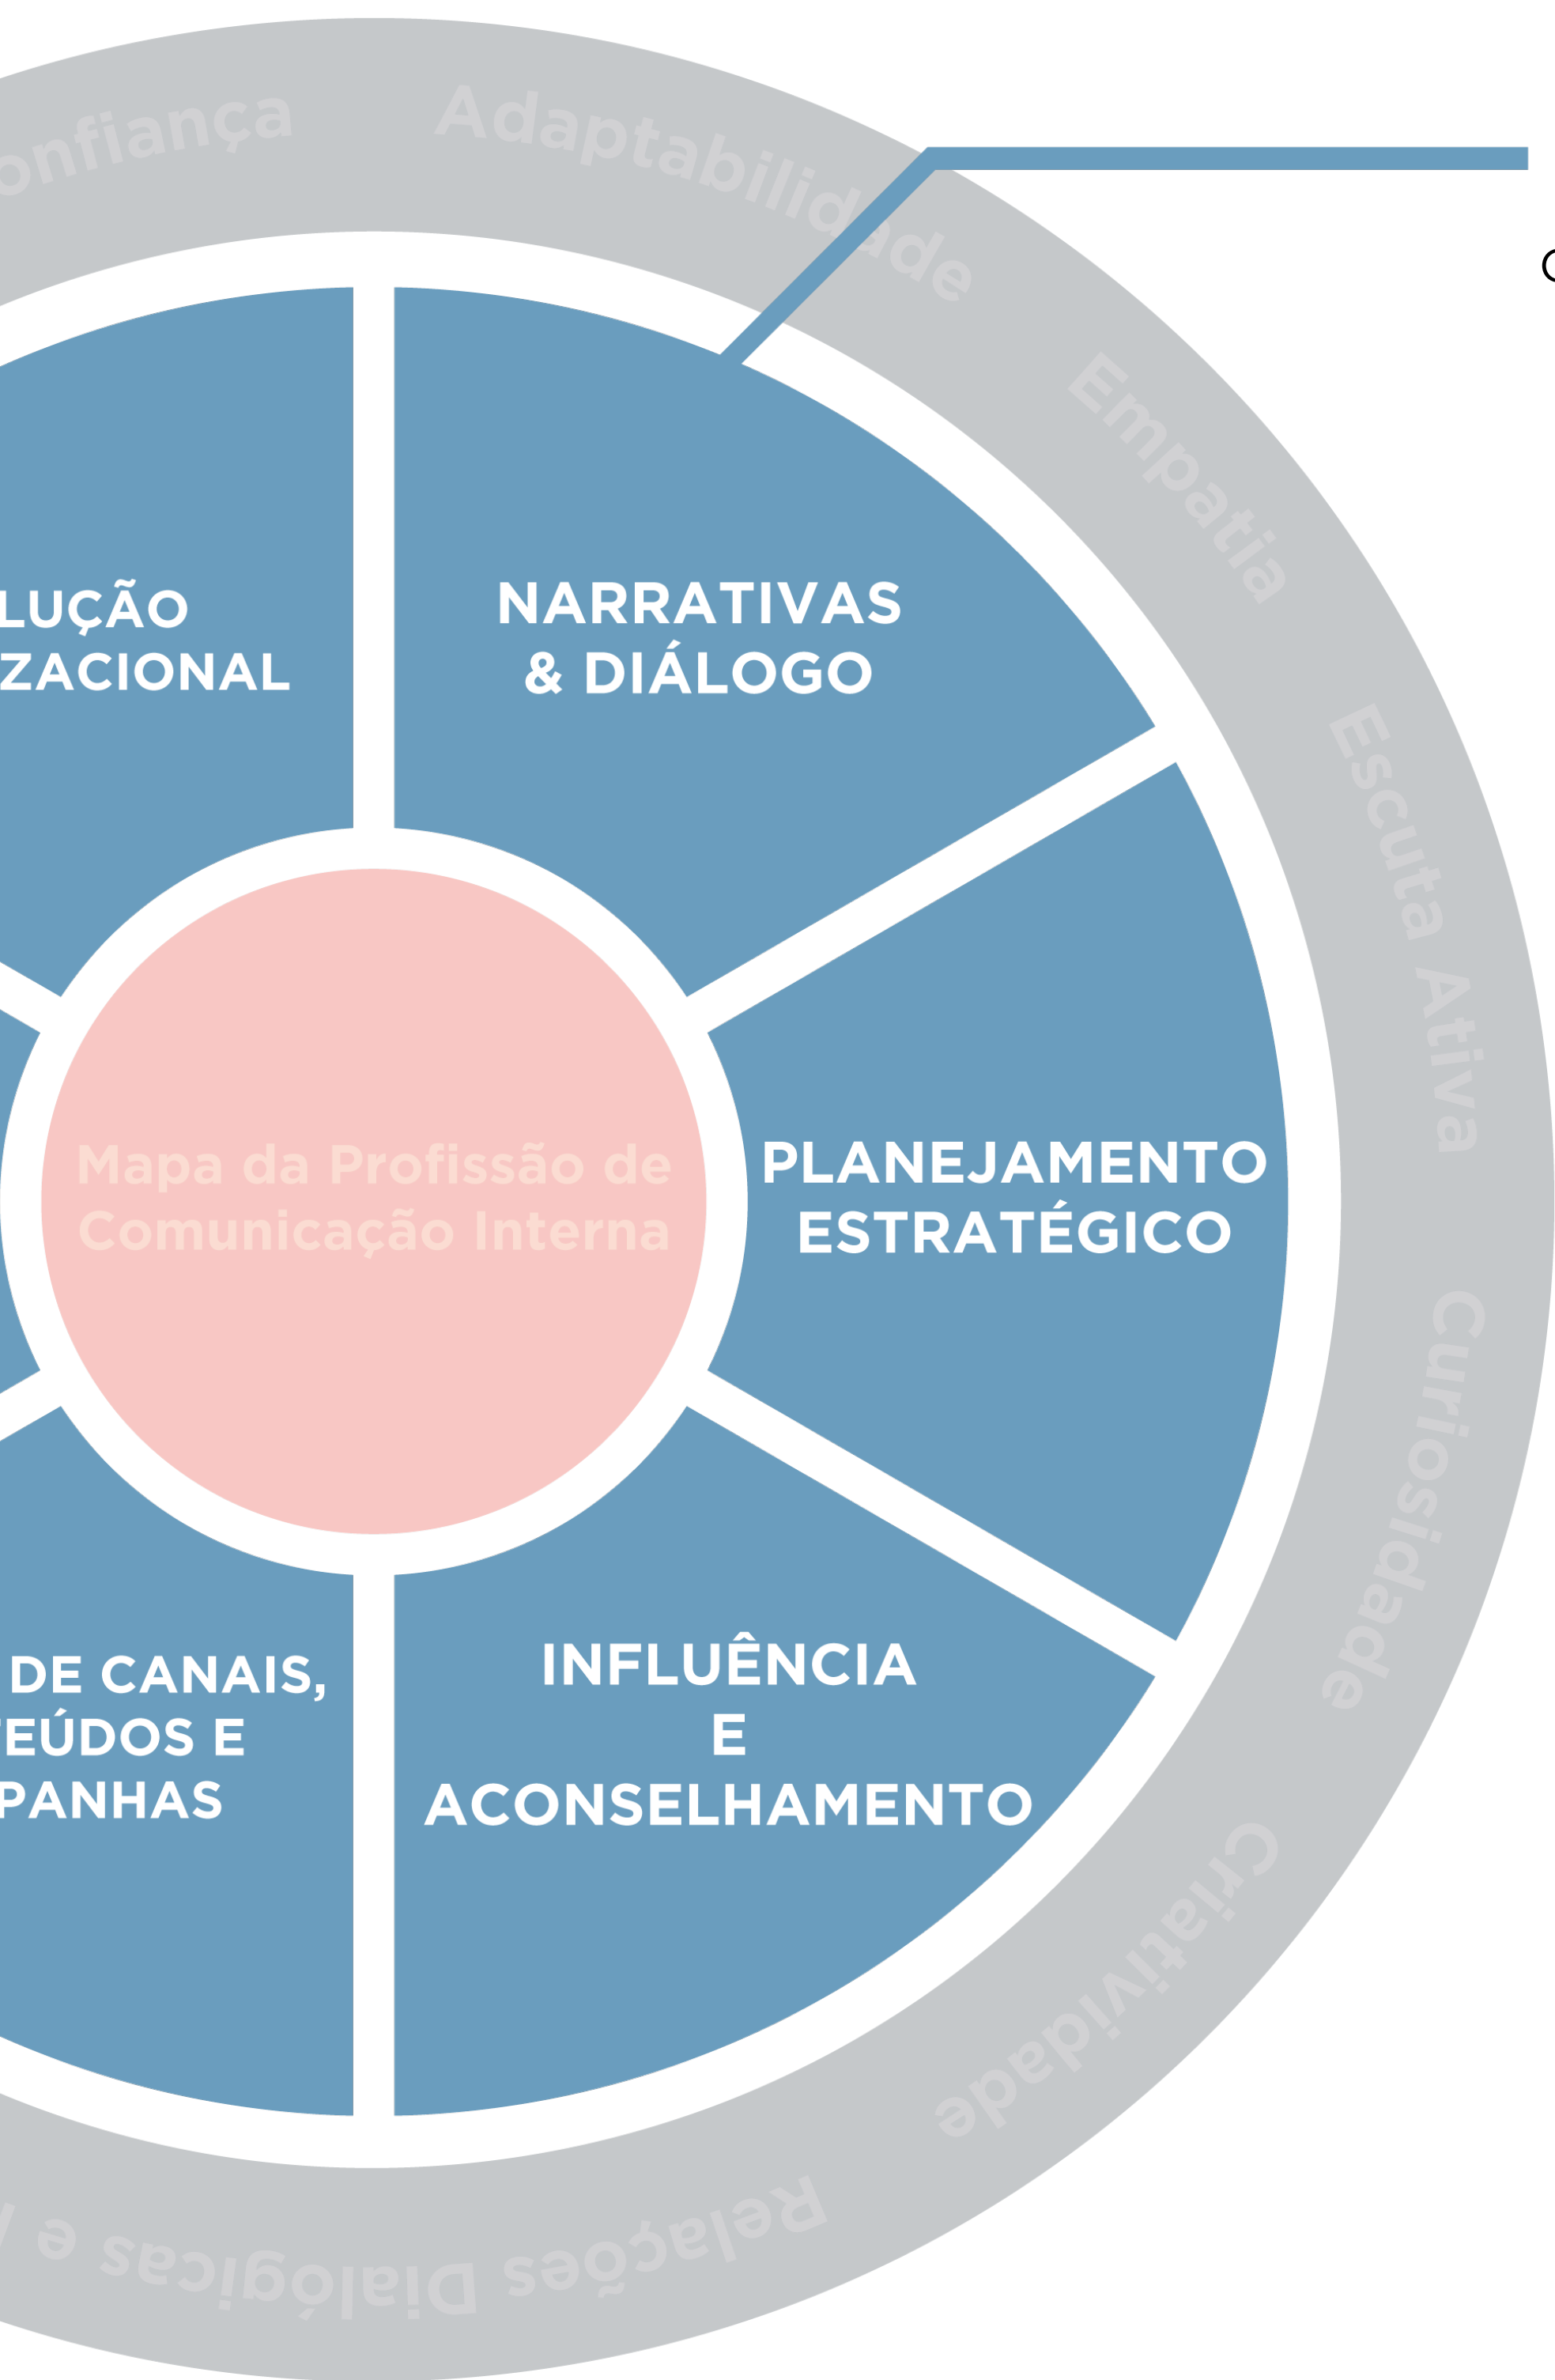 onfiança
Adaptabilidade
Empatia
Escuta Ativa
Curiosidade
Criatividade
Relações Dialógicas e
LUÇÃO
ZACIONAL
NARRATIVAS
& DIÁLOGO
PLANEJAMENTO
ESTRATÉGICO
INFLUÊNCIA
E
ACONSELHAMENTO
DE CANAIS,
EÚDOS E
PANHAS
Mapa da Profissão de
Comunicação Interna